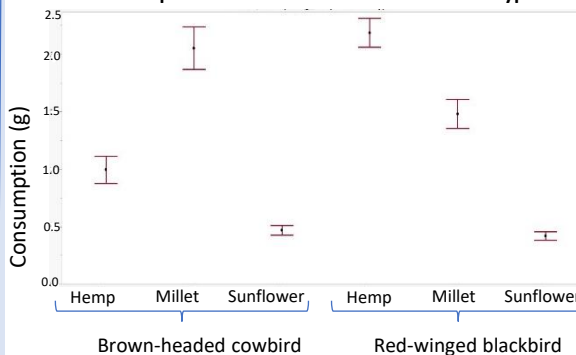 2.5
2.0
1.5
1.0
0.5
0.0
Consumption (g)
Hemp Millet Sunflower Hemp Millet Sunflower
Brown-headed cowbird Red-winged blackbird